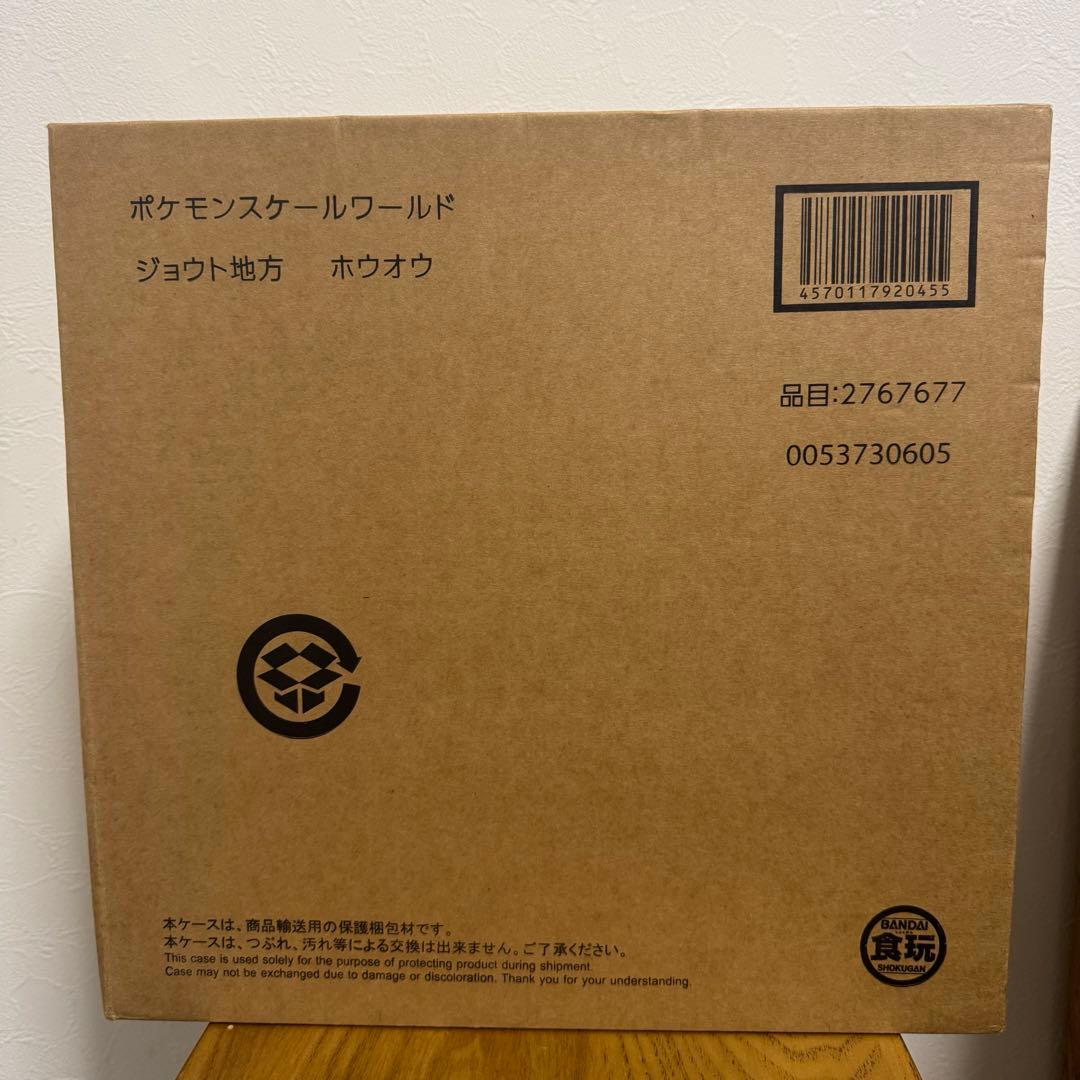 ポケモンスケールワールド
ジョウト地方 ホウオウ
4570117920455
品目:2767677
0053730605
本ケースは、商品輸送用の保護梱包材です。
本ケースは、つぶれ、汚れ等による交換は出来ません。ご了承ください。
This case is used solely for the purpose of protecting product during shipment.
Case may not be exchanged due to damage or discoloration. Thank you for your understanding.
BANDAI
食玩
SHOKUGAN